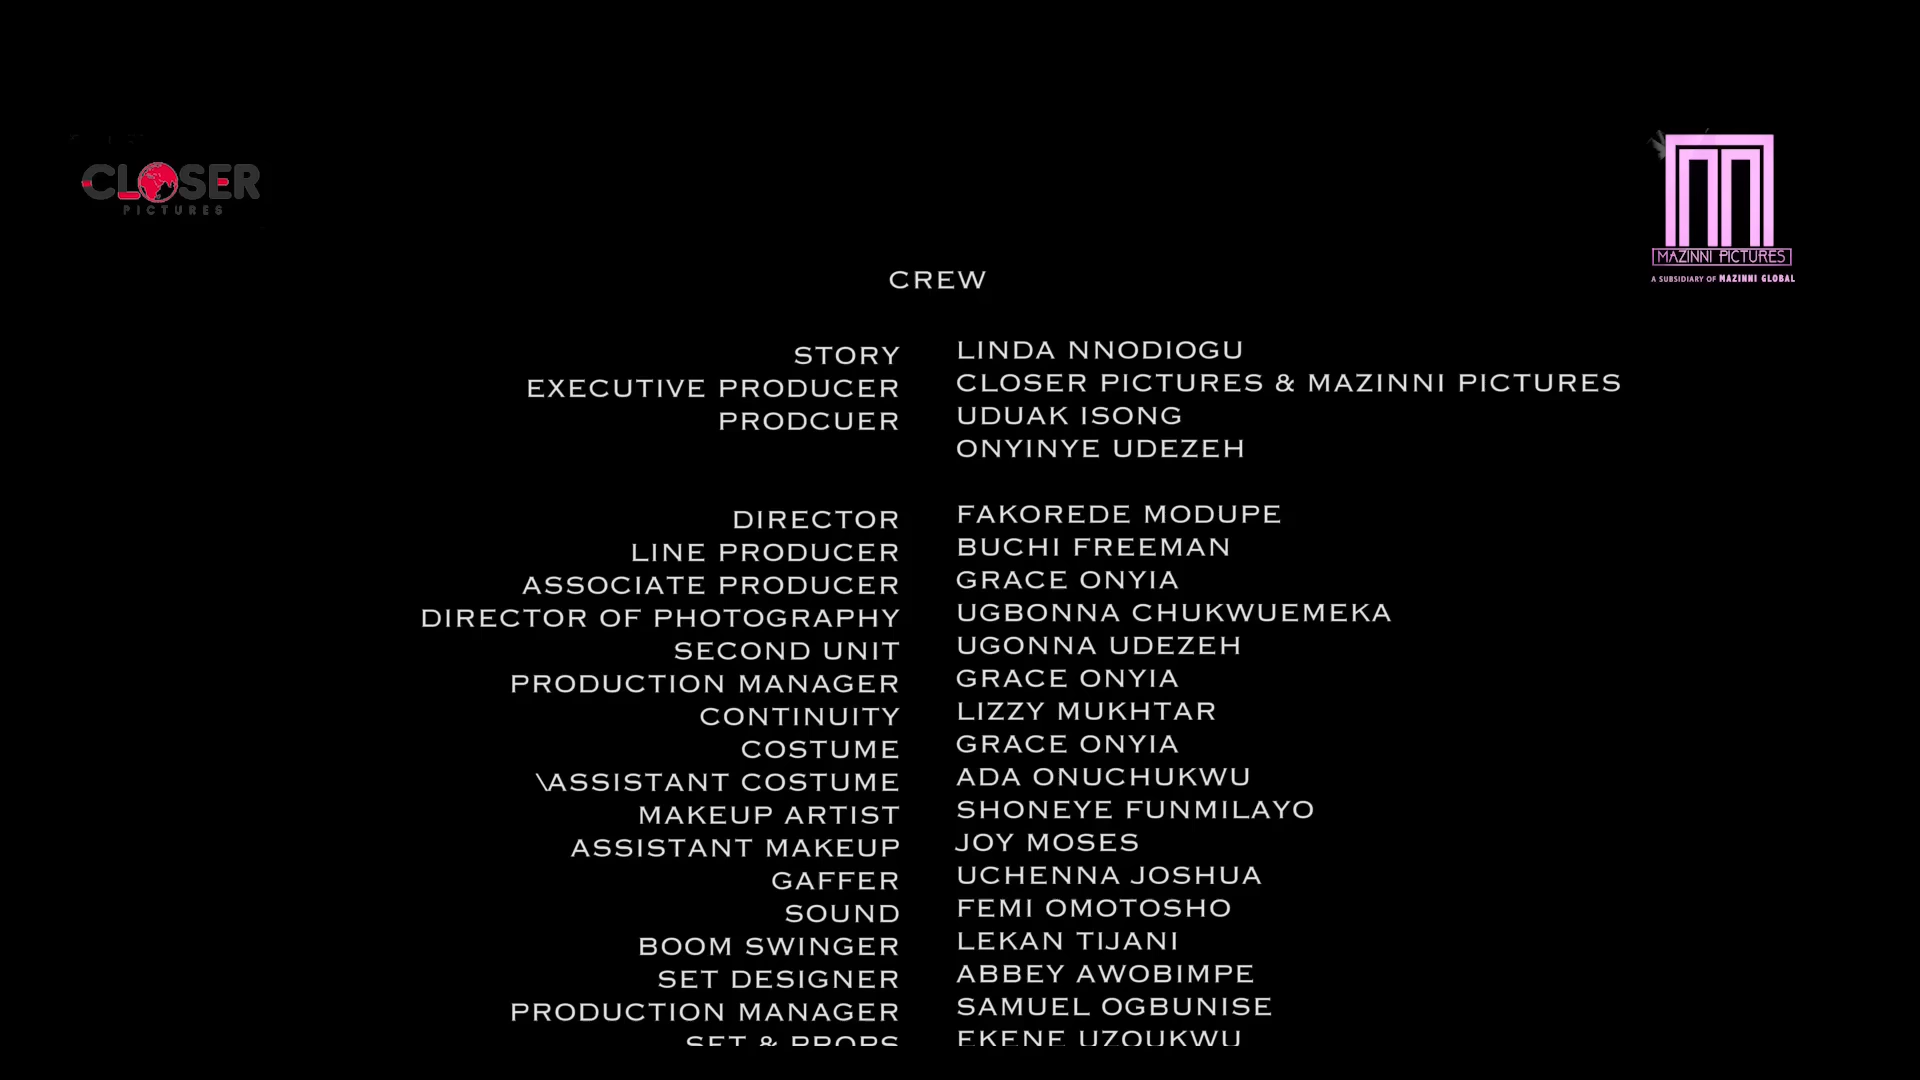 CLOSER
PICTURES
MAZINNI PICTURES
A SUBSIDIARY OF MAZINNI GLOBAL
CREW
STORY LINDA NNODIOGU
EXECUTIVE PRODUCER CLOSER PICTURES & MAZINNI PICTURES
PRODCUER UDUAK ISONG
ONYINYE UDEZEH
DIRECTOR FAKOREDE MODUPE
LINE PRODUCER BUCHI FREEMAN
ASSOCIATE PRODUCER GRACE ONYIA
DIRECTOR OF PHOTOGRAPHY UGBONNA CHUKWUEMEKA
SECOND UNIT UGONNA UDEZEH
PRODUCTION MANAGER GRACE ONYIA
CONTINUITY LIZZY MUKHTAR
COSTUME GRACE ONYIA
\ASSISTANT COSTUME ADA ONUCHUKWU
MAKEUP ARTIST SHONEYE FUNMILAYO
ASSISTANT MAKEUP JOY MOSES
GAFFER UCHENNA JOSHUA
SOUND FEMI OMOTOSHO
BOOM SWINGER LEKAN TIJANI
SET DESIGNER ABBEY AWOBIMPE
PRODUCTION MANAGER SAMUEL OGBUNISE
SET & PROPS EKENE UZOUKWU